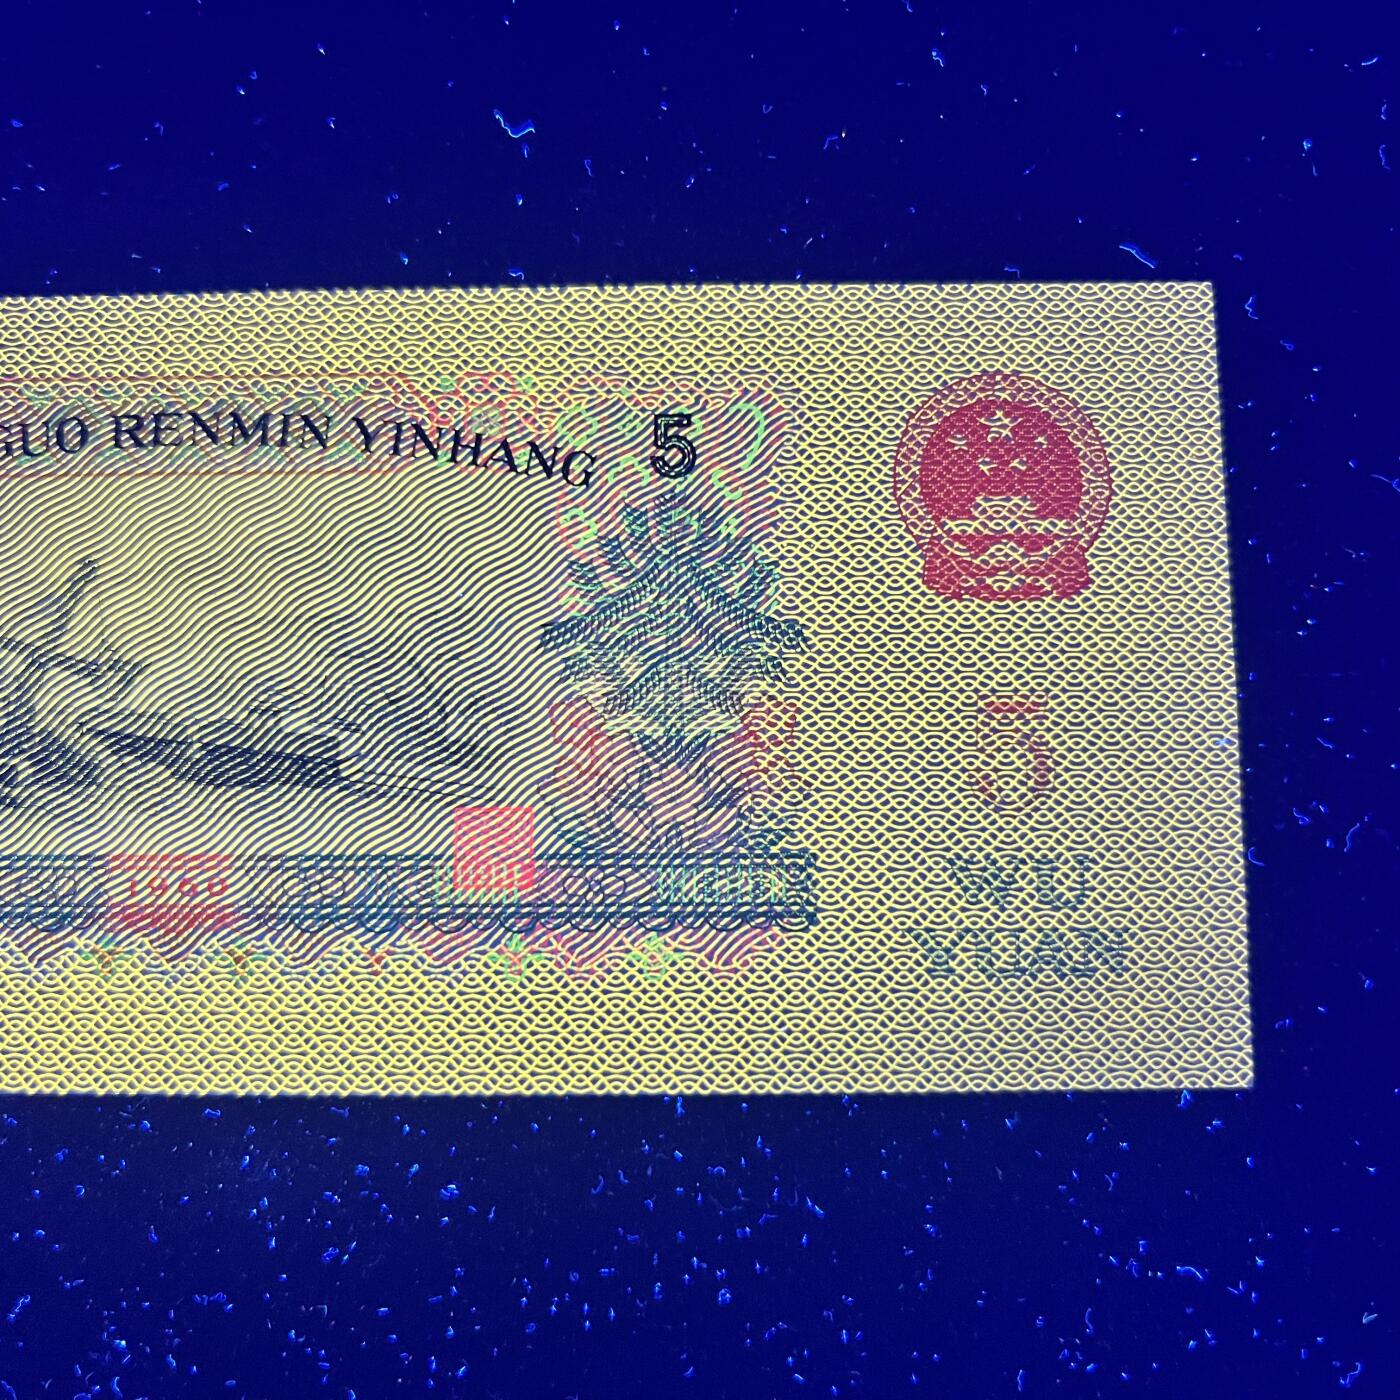 GUO RENMIN YINHANG 5
5
1960
WU
YUAN